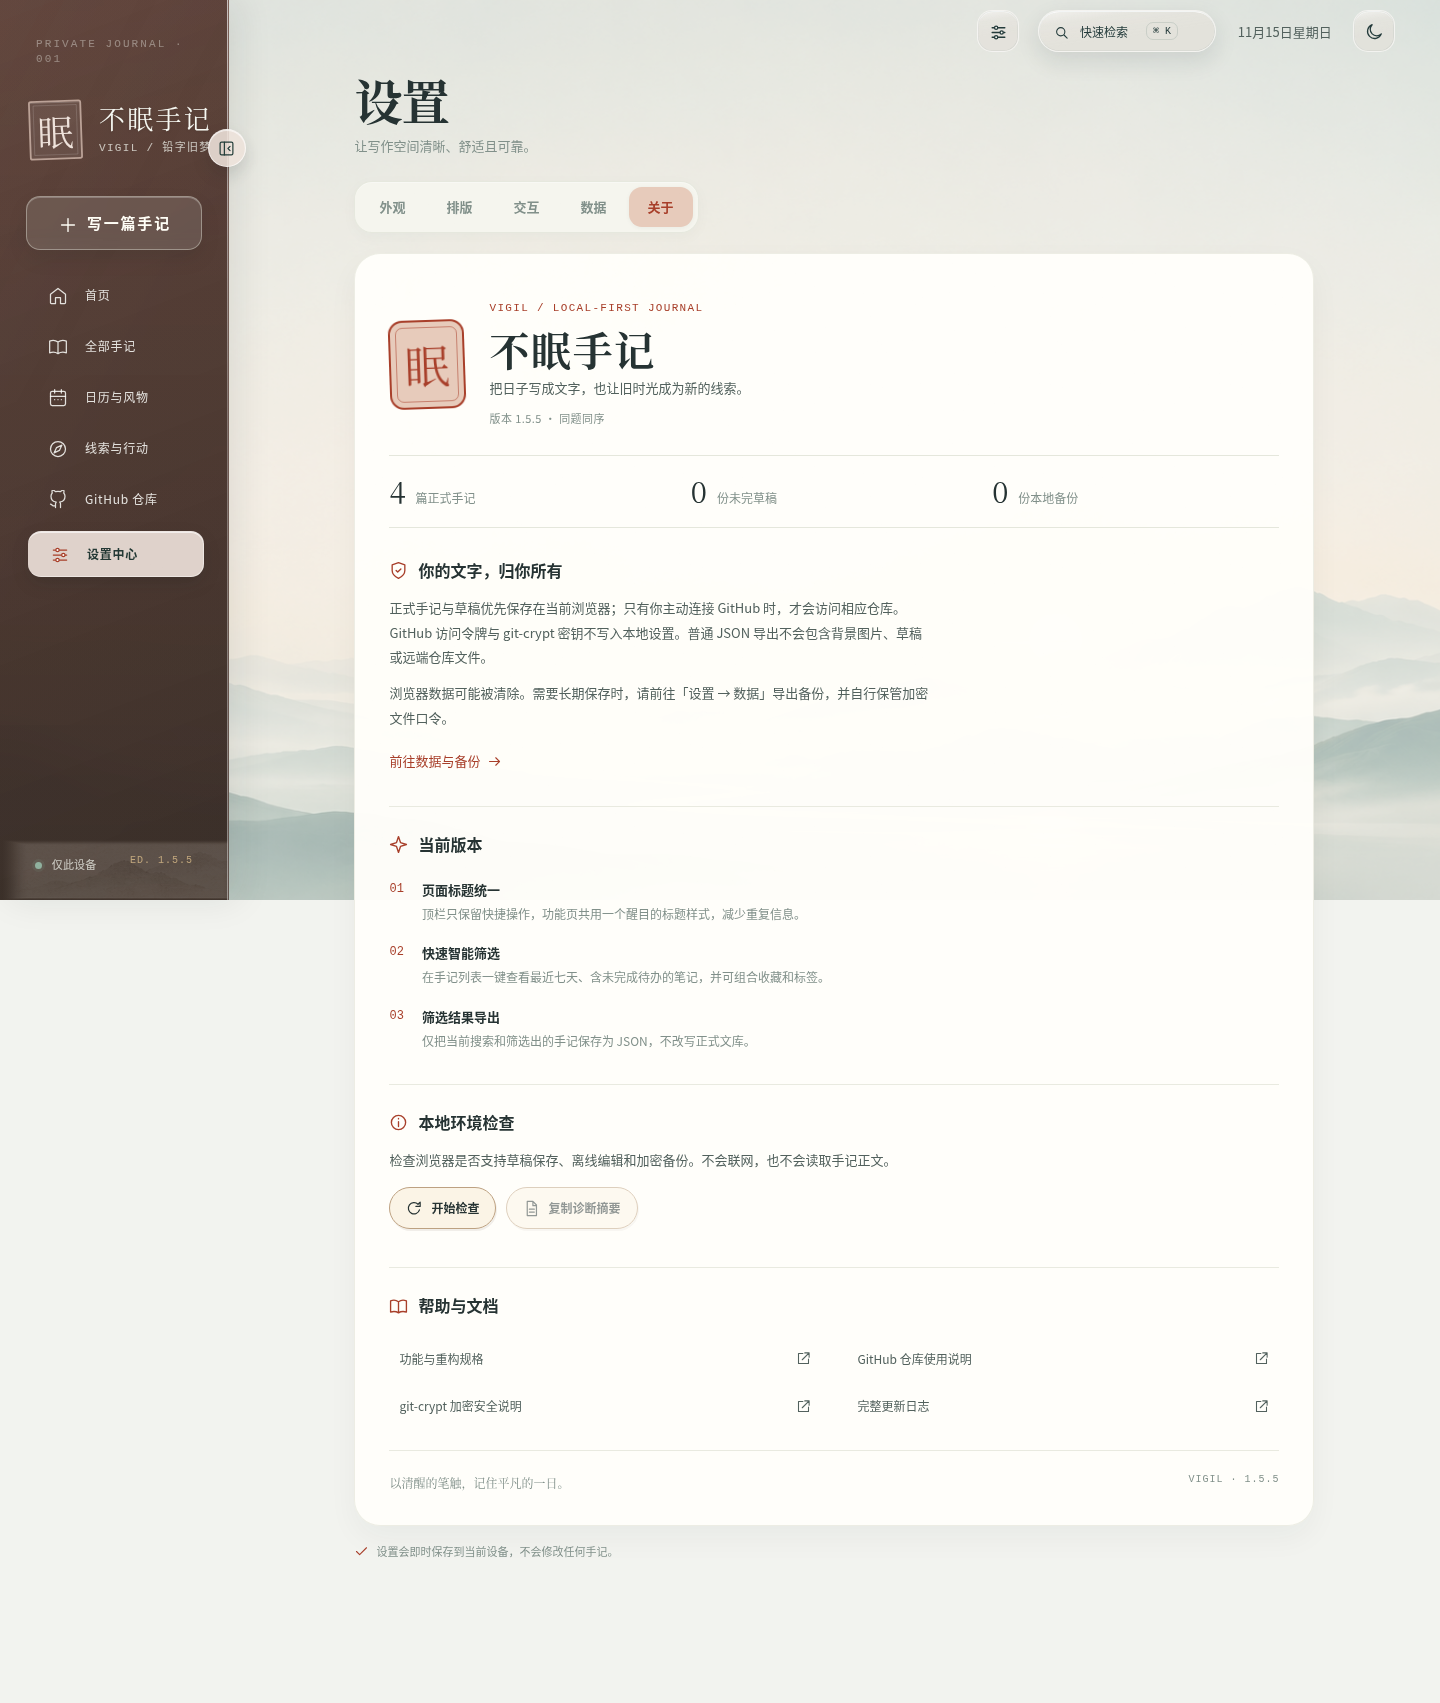 PRIVATE JOURNAL ·
001
眠
不眠手记
VIGIL / 铅字旧梦
写一篇手记
首页
全部手记
日历与风物
线索与行动
GitHub 仓库
设置中心
仅此设备
ED. 1.5.5
快速检索
⌘ K
11月15日星期日
设置
让写作空间清晰、舒适且可靠。
外观
排版
交互
数据
关于
眠
VIGIL / LOCAL-FIRST JOURNAL
不眠手记
把日子写成文字，也让旧时光成为新的线索。
版本 1.5.5 · 同题同序
4 篇正式手记
0 份未完草稿
0 份本地备份
你的文字，归你所有
正式手记与草稿优先保存在当前浏览器；只有你主动连接 GitHub 时，才会访问相应仓库。
GitHub 访问令牌与 git-crypt 密钥不写入本地设置。普通 JSON 导出不会包含背景图片、草稿
或远端仓库文件。
浏览器数据可能被清除。需要长期保存时，请前往「设置 → 数据」导出备份，并自行保管加密
文件口令。
前往数据与备份 →
当前版本
01 页面标题统一
顶栏只保留快捷操作，功能页共用一个醒目的标题样式，减少重复信息。
02 快速智能筛选
在手记列表一键查看最近七天、含未完成待办的笔记，并可组合收藏和标签。
03 筛选结果导出
仅把当前搜索和筛选出的手记保存为 JSON，不改写正式文库。
本地环境检查
检查浏览器是否支持草稿保存、离线编辑和加密备份。不会联网，也不会读取手记正文。
开始检查
复制诊断摘要
帮助与文档
功能与重构规格
GitHub 仓库使用说明
git-crypt 加密安全说明
完整更新日志
以清醒的笔触，记住平凡的一日。
VIGIL · 1.5.5
设置会即时保存到当前设备，不会修改任何手记。